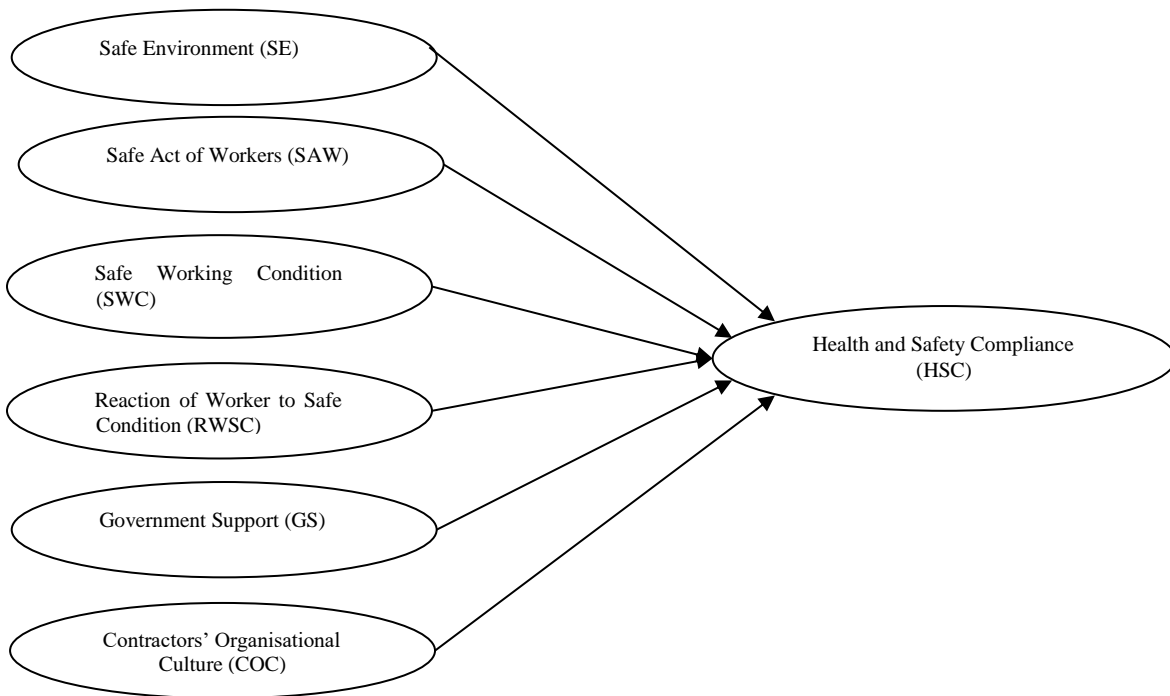 Safe Environment (SE)
Safe Act of Workers (SAW)
Safe Working Condition
(SWC)
Reaction of Worker to Safe
Condition (RWSC)
Government Support (GS)
Contractors’ Organisational
Culture (COC)
Health and Safety Compliance
(HSC)